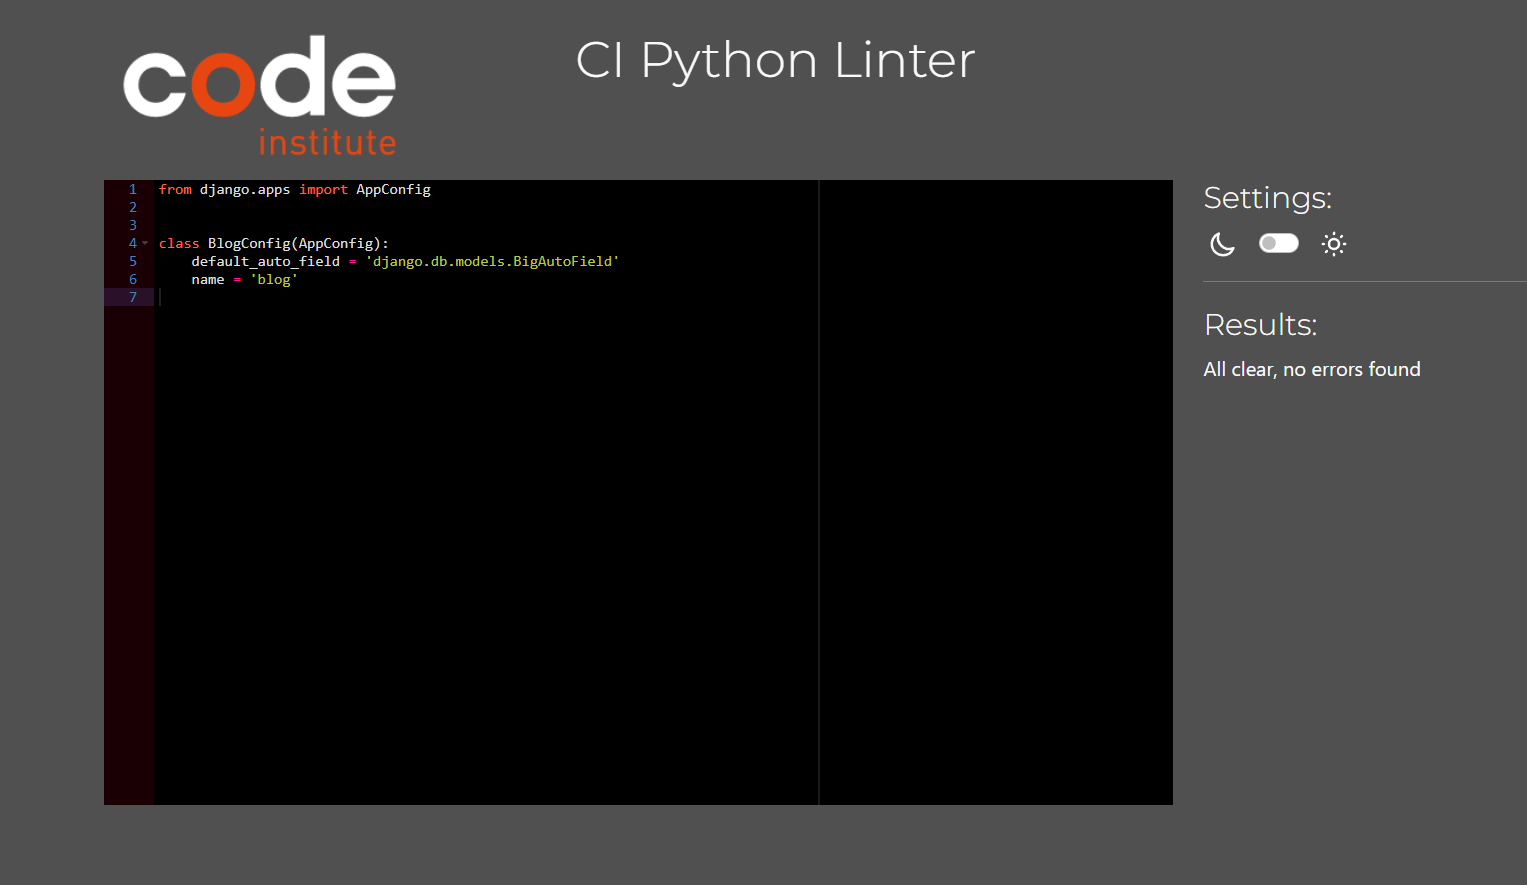 code
institute
CI Python Linter
1 from django.apps import AppConfig
2
3
4 class BlogConfig(AppConfig):
5     default_auto_field = 'django.db.models.BigAutoField'
6     name = 'blog'
7
Settings:
Results:
All clear, no errors found